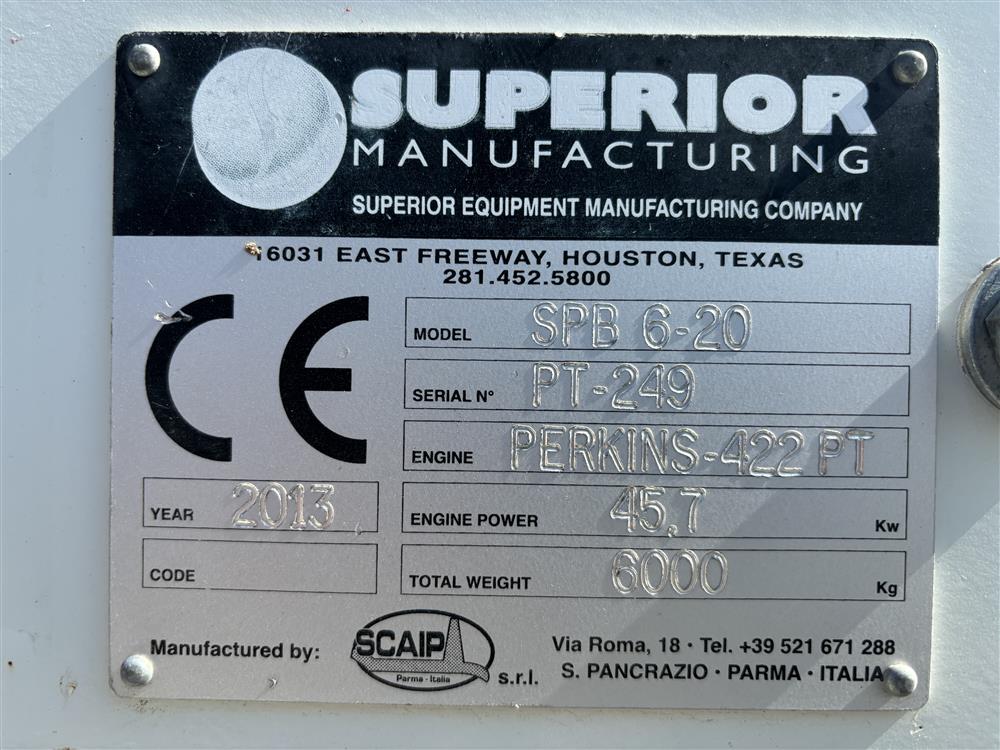 SUPERIOR
MANUFACTURING
SUPERIOR EQUIPMENT MANUFACTURING COMPANY
16031 EAST FREEWAY, HOUSTON, TEXAS
281.452.5800
CE
MODEL SPB 6-20
SERIAL N° PT-249
ENGINE PERKINS-422 PT
YEAR 2013
ENGINE POWER 45,7 Kw
CODE
TOTAL WEIGHT 6000 Kg
Manufactured by:
SCAIP
Parma - Italia
s.r.l.
Via Roma, 18 · Tel. +39 521 671 288
S. PANCRAZIO · PARMA · ITALIA